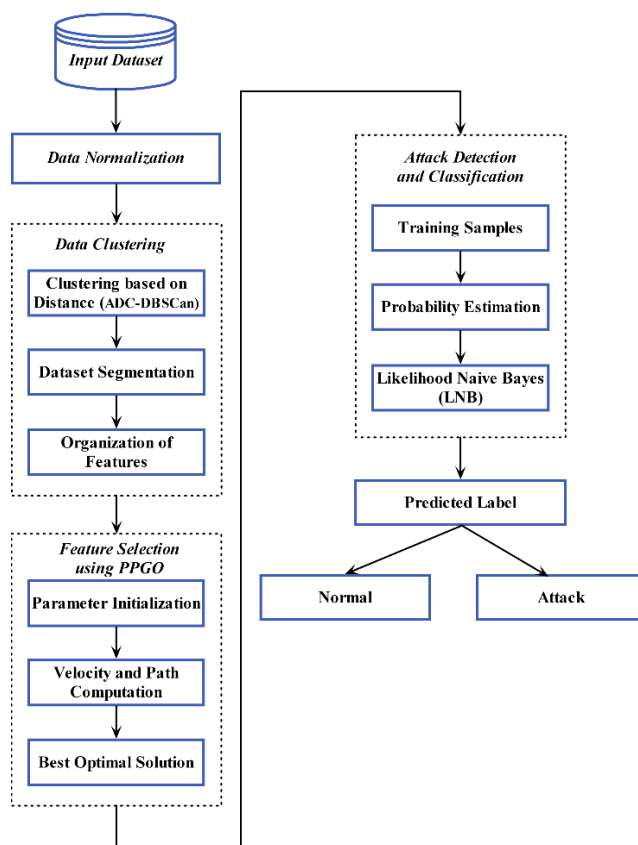 Input Dataset
Data Normalization
Data Clustering
Clustering based on
Distance (ADC-DBSCan)
Dataset Segmentation
Organization of
Features
Feature Selection
using PPGO
Parameter Initialization
Velocity and Path
Computation
Best Optimal Solution
Attack Detection
and Classification
Training Samples
Probability Estimation
Likelihood Naive Bayes
(LNB)
Predicted Label
Normal
Attack